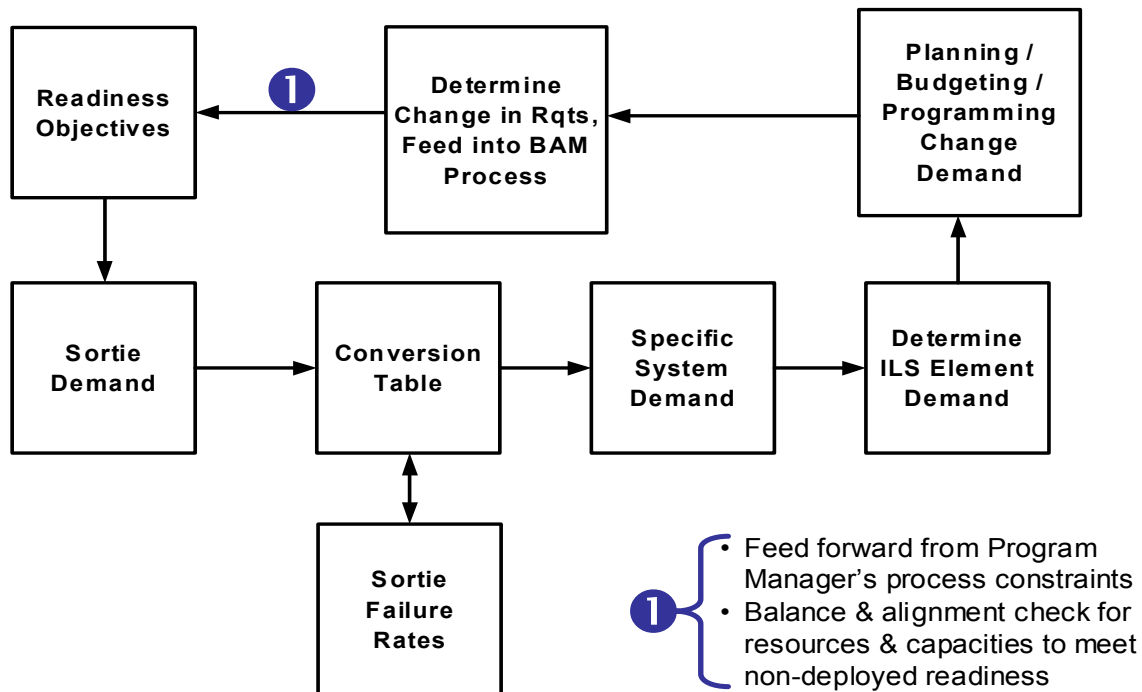 Readiness
Objectives
1
Determine
Change in Rqts,
Feed into BAM
Process
Planning /
Budgeting /
Programming
Change
Demand
Sortie
Demand
Conversion
Table
Specific
System
Demand
Determine
ILS Element
Demand
Sortie
Failure
Rates
1
• Feed forward from Program
Manager’s process constraints
• Balance & alignment check for
resources & capacities to meet
non-deployed readiness